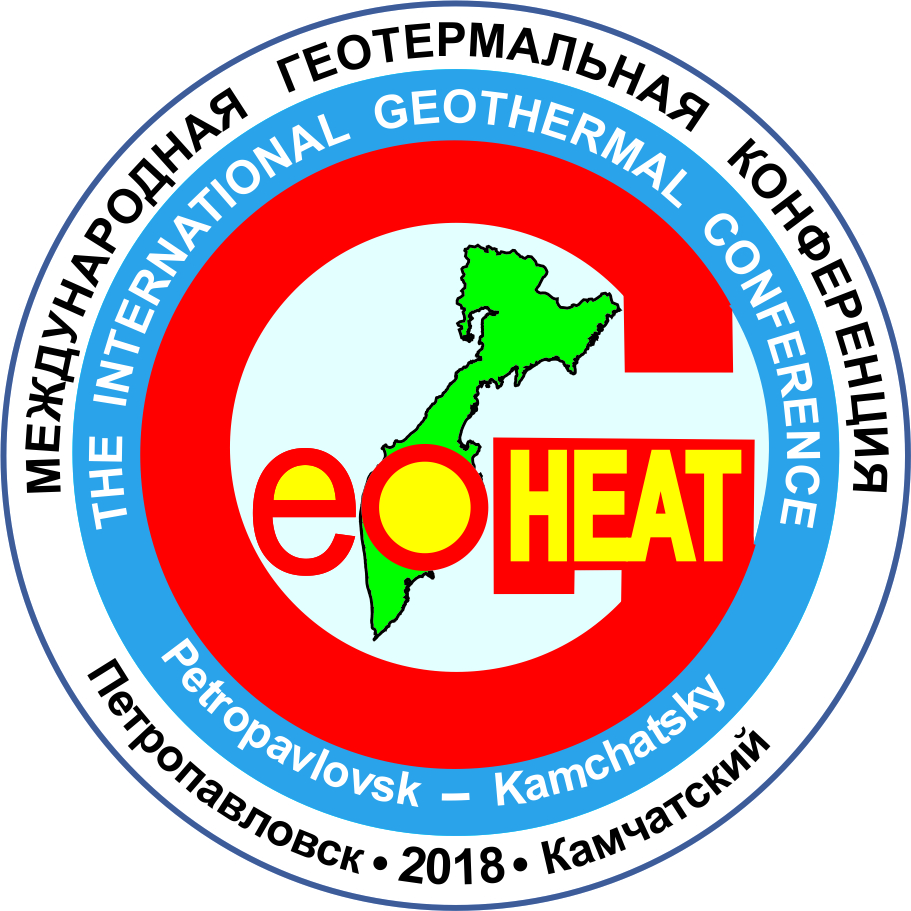 МЕЖДУНАРОДНАЯ ГЕОТЕРМАЛЬНАЯ КОНФЕРЕНЦИЯ
THE INTERNATIONAL GEOTHERMAL CONFERENCE
GeoHEAT
Petropavlovsk – Kamchatsky
Петропавловск • 2018 • Камчатский